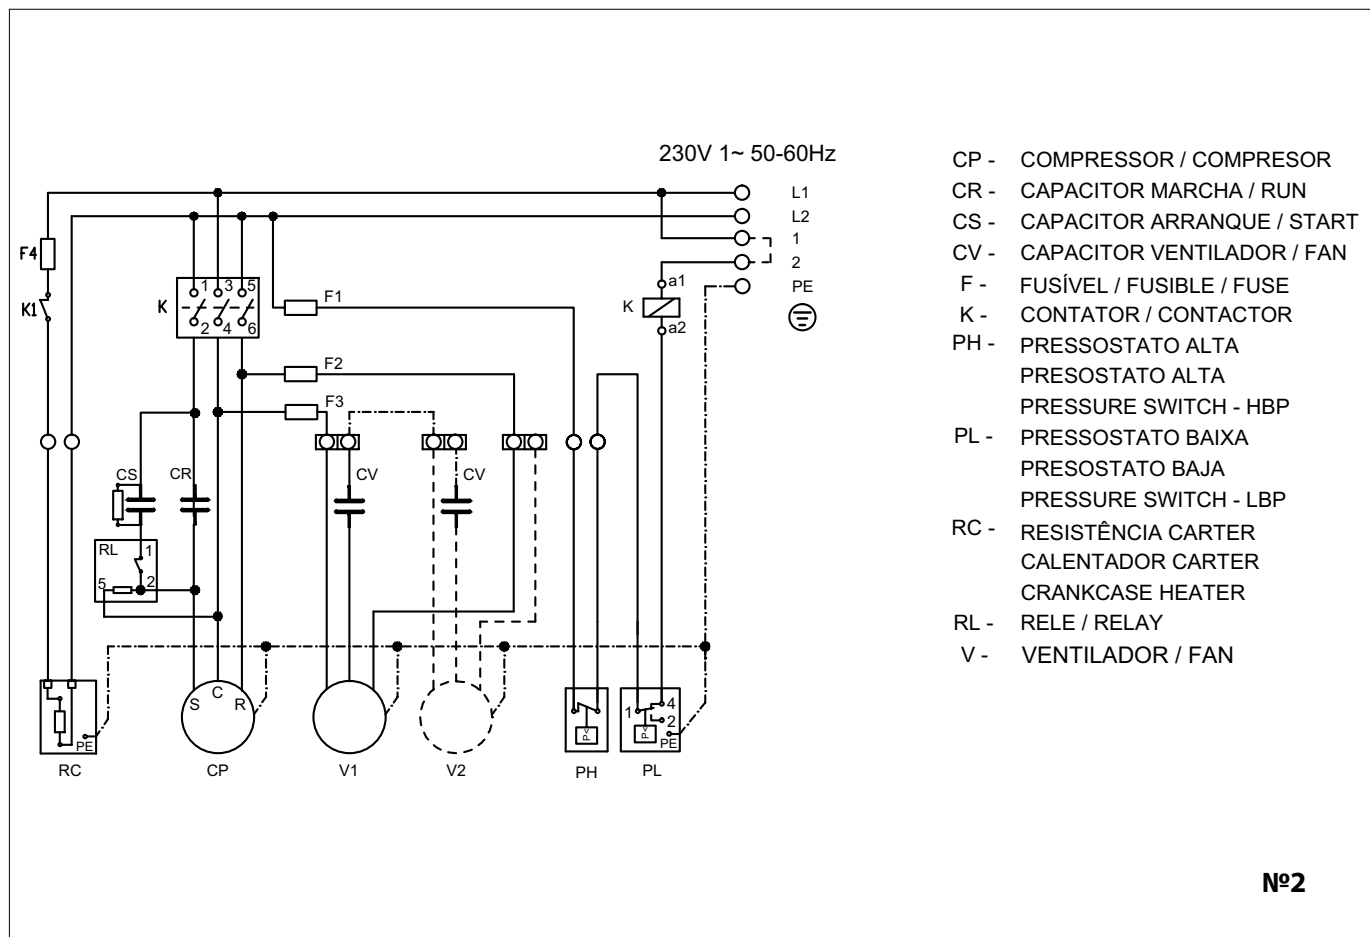 230V 1~ 50-60Hz
L1
L2
1
2
PE
F4
K1
K
1 3 5
2 4 6
F1
F2
F3
K
a1
a2
CS
CR
CV
CV
RL
1
5
2
S
C
R
PE
1
4
2
PE
P<
P<
RC
CP
V1
V2
PH
PL
CP - COMPRESSOR / COMPRESOR
CR - CAPACITOR MARCHA / RUN
CS - CAPACITOR ARRANQUE / START
CV - CAPACITOR VENTILADOR / FAN
F - FUSÍVEL / FUSIBLE / FUSE
K - CONTATOR / CONTACTOR
PH - PRESSOSTATO ALTA
PRESOSTATO ALTA
PRESSURE SWITCH - HBP
PL - PRESSOSTATO BAIXA
PRESOSTATO BAJA
PRESSURE SWITCH - LBP
RC - RESISTÊNCIA CARTER
CALENTADOR CARTER
CRANKCASE HEATER
RL - RELE / RELAY
V - VENTILADOR / FAN
Nº2